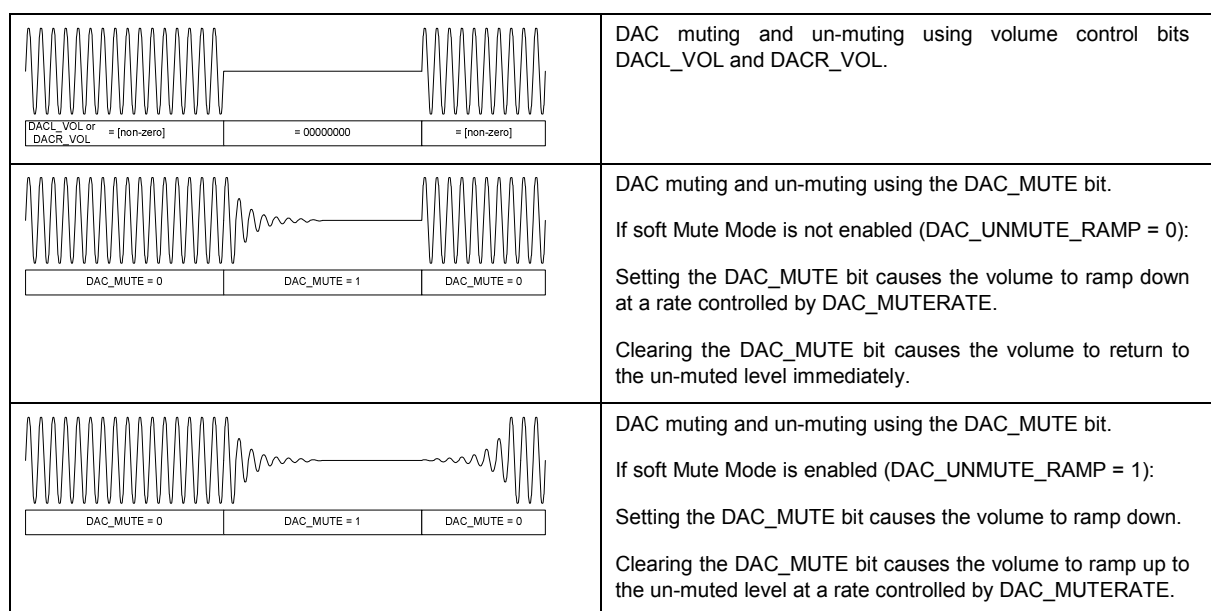 DACL_VOL or
DACR_VOL
= [non-zero]
= 00000000
= [non-zero]
DAC muting and un-muting using volume control bits
DACL_VOL and DACR_VOL.
DAC_MUTE = 0
DAC_MUTE = 1
DAC_MUTE = 0
DAC muting and un-muting using the DAC_MUTE bit.
If soft Mute Mode is not enabled (DAC_UNMUTE_RAMP = 0):
Setting the DAC_MUTE bit causes the volume to ramp down
at a rate controlled by DAC_MUTERATE.
Clearing the DAC_MUTE bit causes the volume to return to
the un-muted level immediately.
DAC_MUTE = 0
DAC_MUTE = 1
DAC_MUTE = 0
DAC muting and un-muting using the DAC_MUTE bit.
If soft Mute Mode is enabled (DAC_UNMUTE_RAMP = 1):
Setting the DAC_MUTE bit causes the volume to ramp down.
Clearing the DAC_MUTE bit causes the volume to ramp up to
the un-muted level at a rate controlled by DAC_MUTERATE.